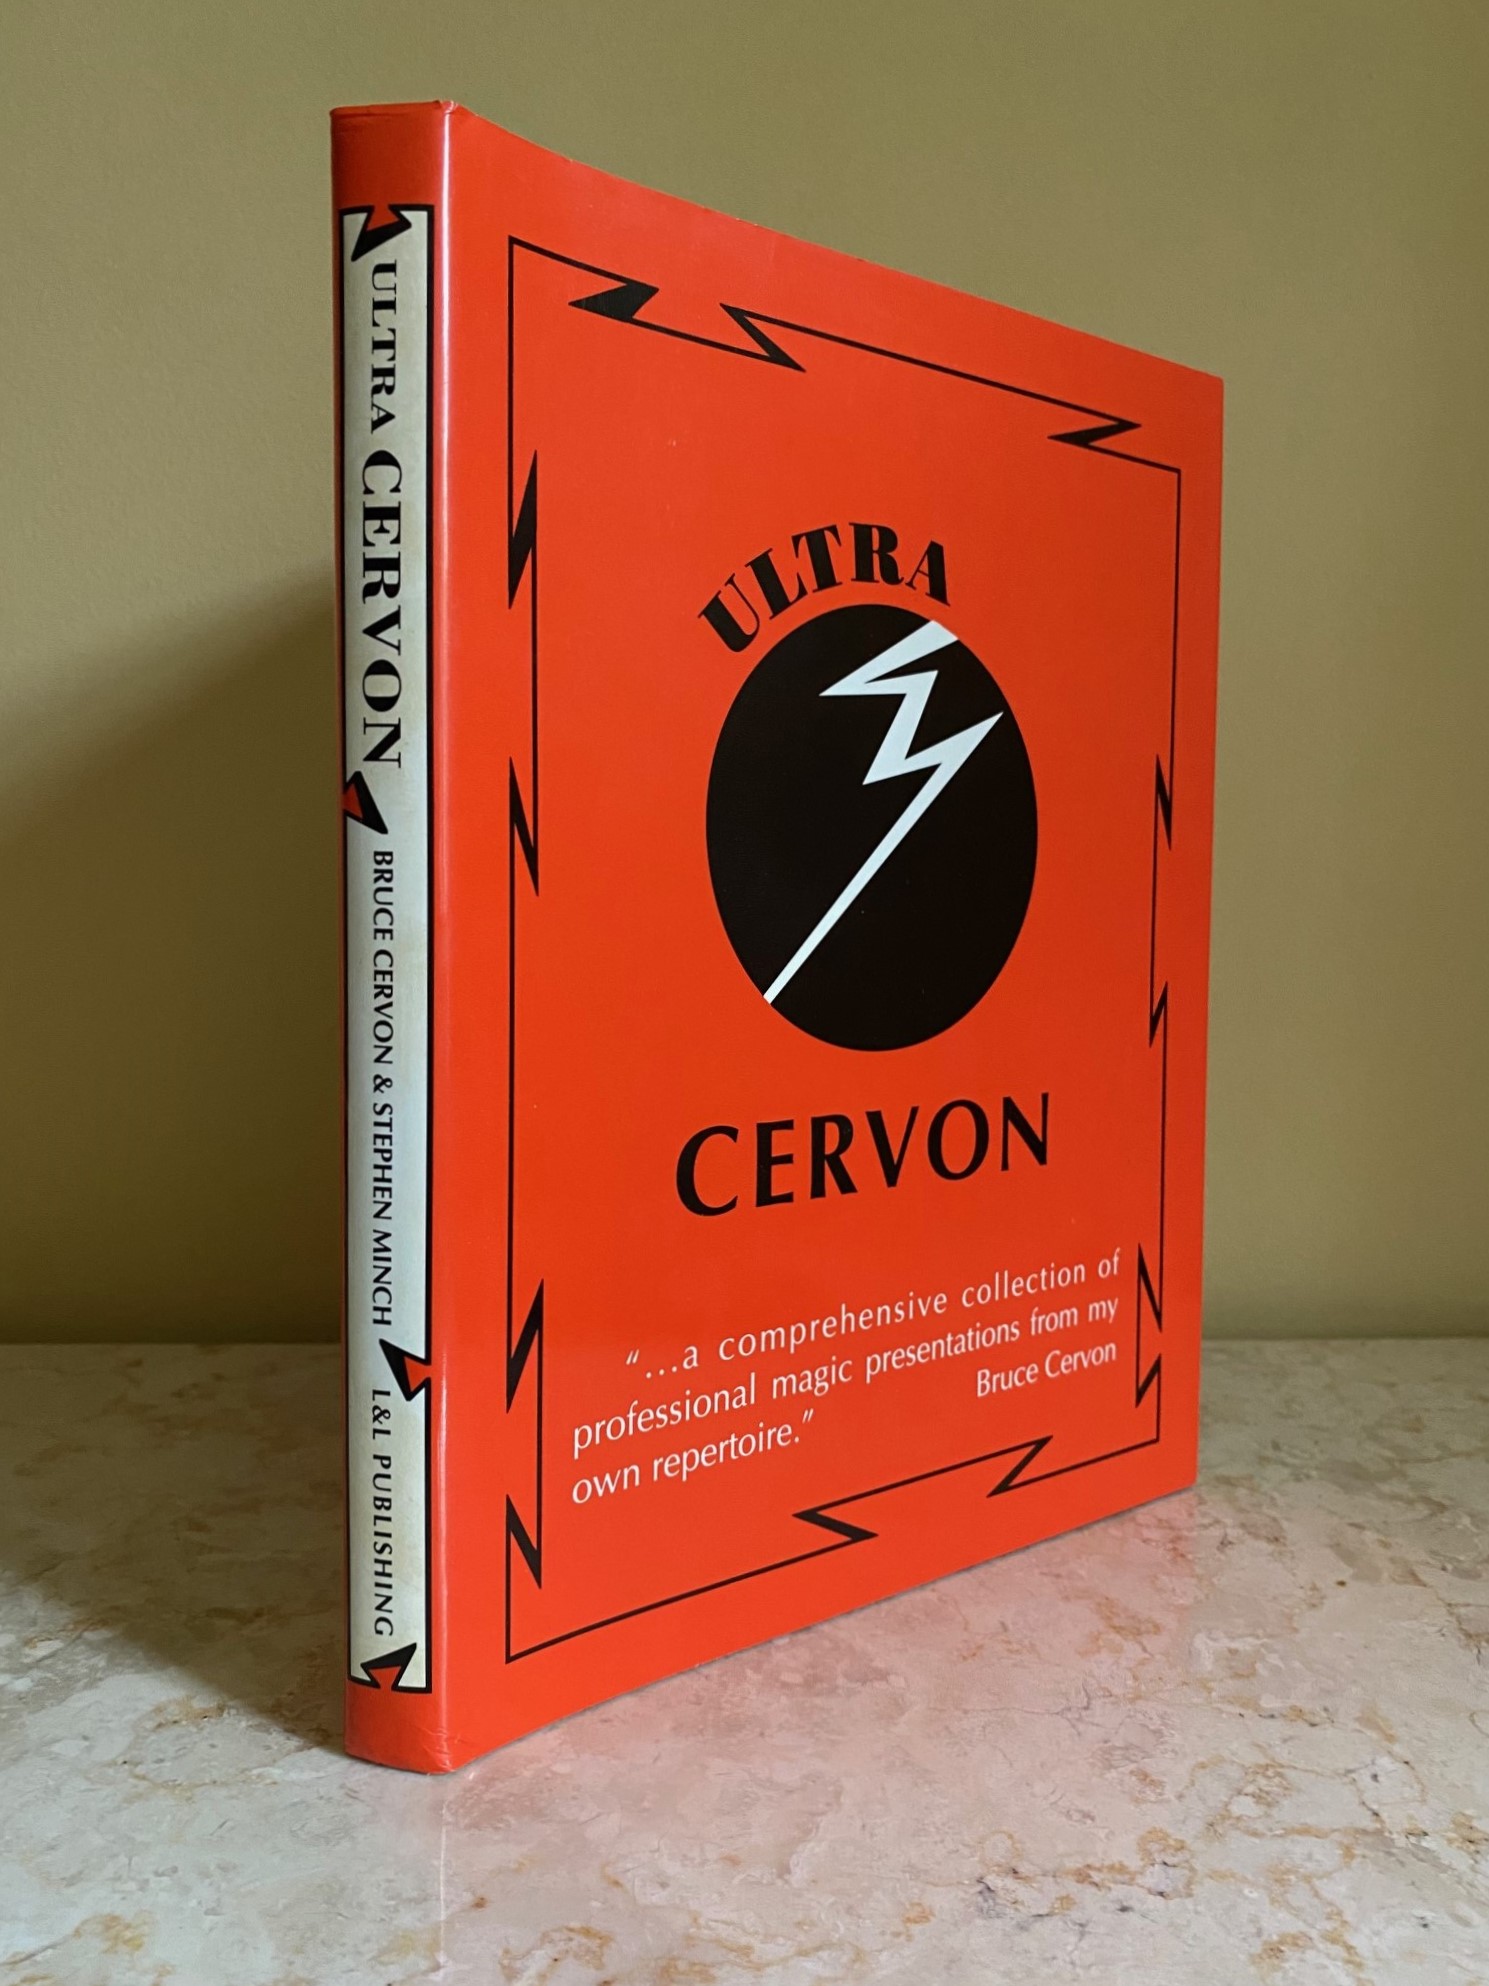 ULTRA CERVON
BRUCE CERVON & STEPHEN MINCH
L&L PUBLISHING
ULTRA
CERVON
“...a comprehensive collection of
professional magic presentations from my
own repertoire.”
Bruce Cervon